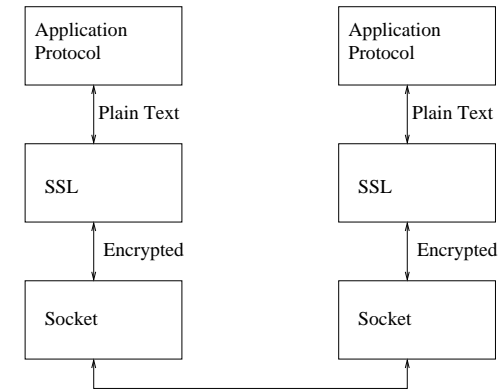 Application
Protocol
Plain Text
SSL
Encrypted
Socket
Application
Protocol
Plain Text
SSL
Encrypted
Socket